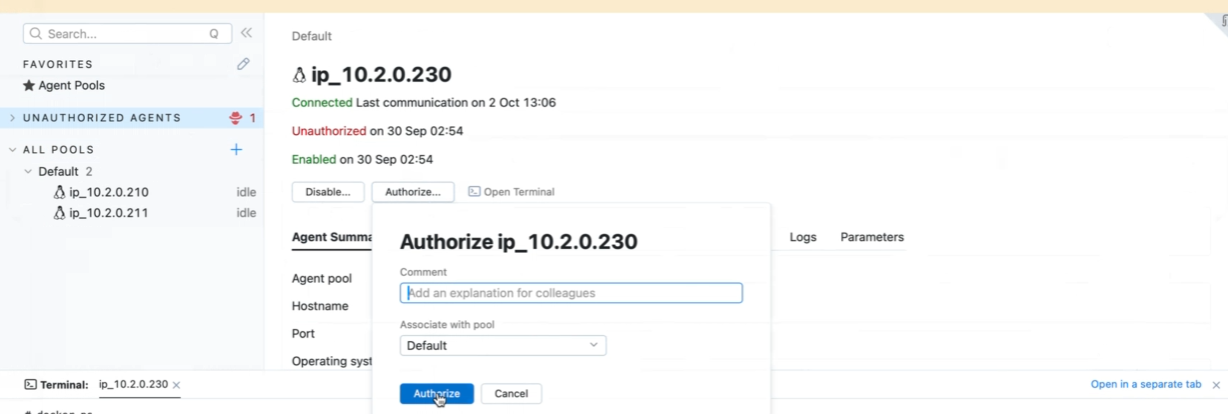 Search... Q
FAVORITES
Agent Pools
UNAUTHORIZED AGENTS 1
ALL POOLS
Default 2
ip_10.2.0.210 idle
ip_10.2.0.211 idle
Default
ip_10.2.0.230
Connected Last communication on 2 Oct 13:06
Unauthorized on 30 Sep 02:54
Enabled on 30 Sep 02:54
Disable... Authorize... Open Terminal
Agent Summa Logs Parameters
Agent pool
Hostname
Port
Operating syst
Authorize ip_10.2.0.230
Comment
Add an explanation for colleagues
Associate with pool
Default
Authorize Cancel
Terminal: ip_10.2.0.230 × Open in a separate tab ×